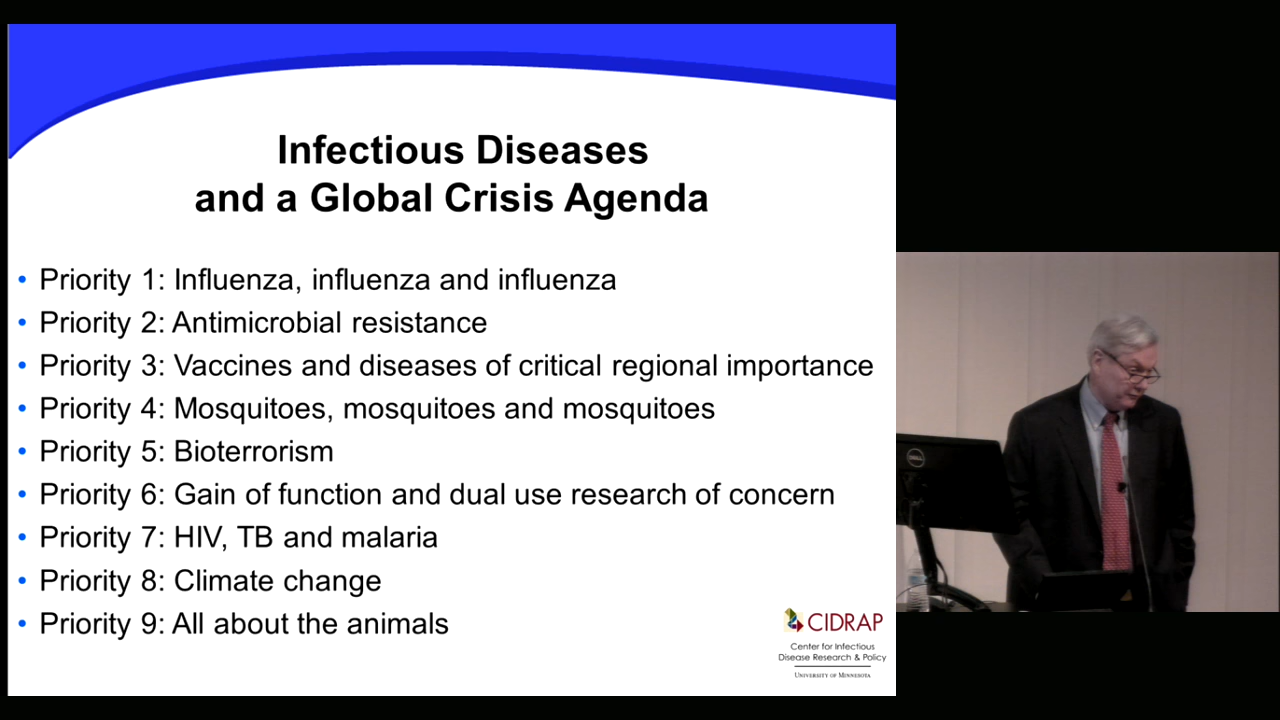 Infectious Diseases
and a Global Crisis Agenda
• Priority 1: Influenza, influenza and influenza
• Priority 2: Antimicrobial resistance
• Priority 3: Vaccines and diseases of critical regional importance
• Priority 4: Mosquitoes, mosquitoes and mosquitoes
• Priority 5: Bioterrorism
• Priority 6: Gain of function and dual use research of concern
• Priority 7: HIV, TB and malaria
• Priority 8: Climate change
• Priority 9: All about the animals
CIDRAP
Center for Infectious
Disease Research & Policy
UNIVERSITY OF MINNESOTA
DELL